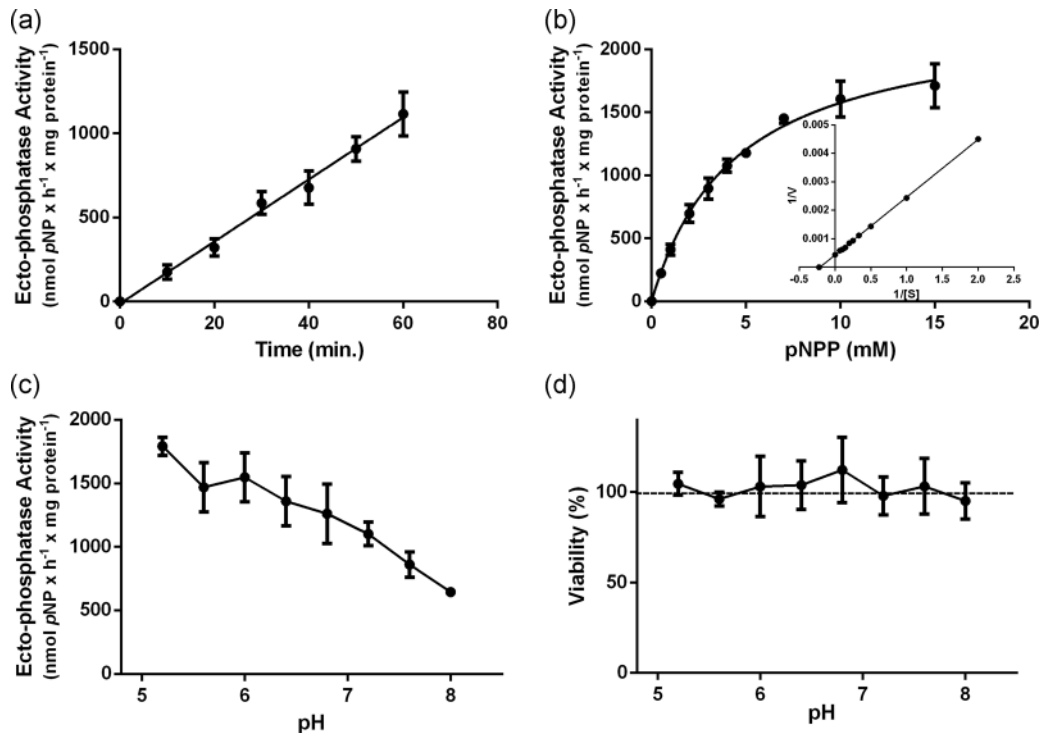 (a)
Ecto-phosphatase Activity
(nmol pNP x h⁻¹ x mg protein⁻¹)
1500
1000
500
0
0 20 40 60 80
Time (min.)
(b)
Ecto-phosphatase Activity
(nmol pNP x h⁻¹ x mg protein⁻¹)
2000
1500
1000
500
0
0 5 10 15 20
pNPP (mM)
1/V
0.005
0.004
0.003
0.002
0.001
0
-0.5 0.0 0.5 1.0 1.5 2.0 2.5
1/[S]
(c)
Ecto-phosphatase Activity
(nmol pNP x h⁻¹ x mg protein⁻¹)
2000
1500
1000
500
0
5 6 7 8
pH
(d)
Viability (%)
100
50
0
5 6 7 8
pH